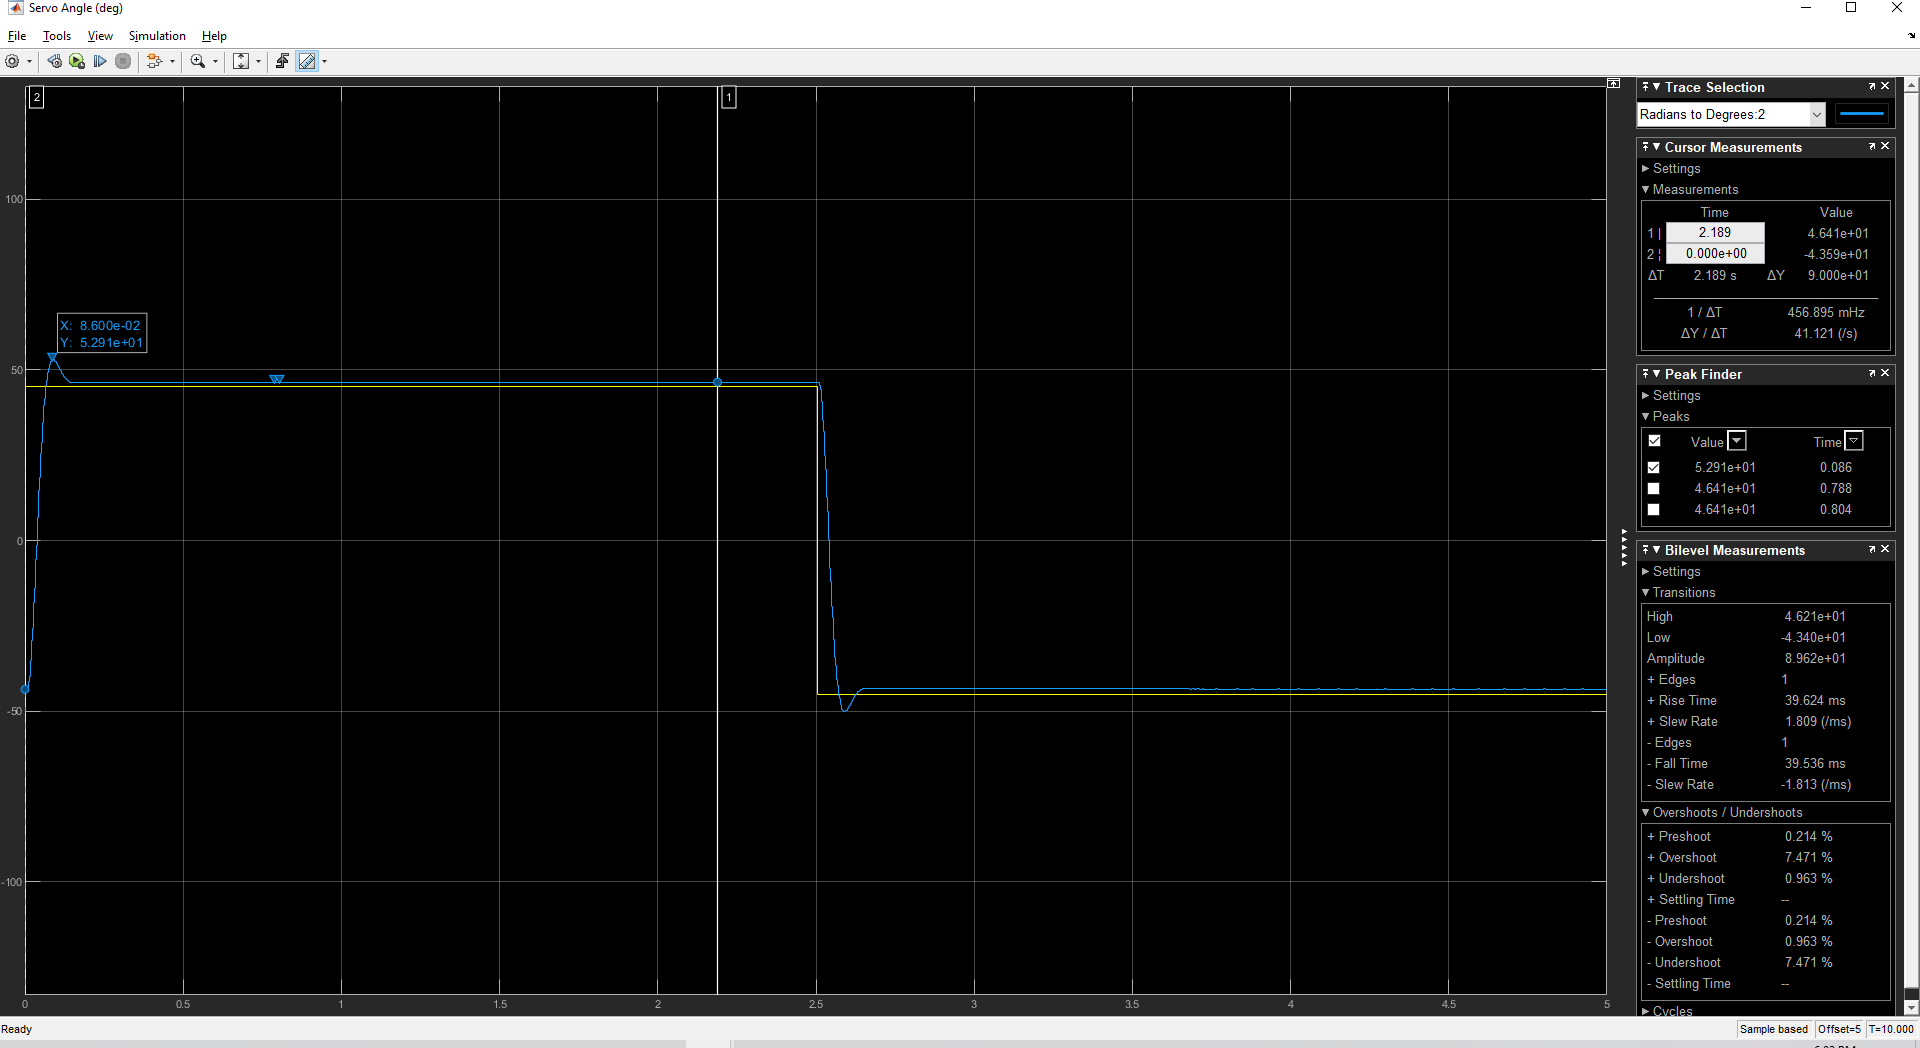 Servo Angle (deg)
File Tools View Simulation Help
2
1
X: 8.600e-02
Y: 5.291e+01
100
50
0
-50
-100
0 0.5 1 1.5 2 2.5 3 3.5 4 4.5 5
Trace Selection
Radians to Degrees:2
Cursor Measurements
Settings
Measurements
Time Value
1 | 2.189 4.641e+01
2 ¦ 0.000e+00 -4.359e+01
ΔT 2.189 s ΔY 9.000e+01
1 / ΔT 456.895 mHz
ΔY / ΔT 41.121 (/s)
Peak Finder
Settings
Peaks
Value Time
5.291e+01 0.086
4.641e+01 0.788
4.641e+01 0.804
Bilevel Measurements
Settings
Transitions
High 4.621e+01
Low -4.340e+01
Amplitude 8.962e+01
+ Edges 1
+ Rise Time 39.624 ms
+ Slew Rate 1.809 (/ms)
- Edges 1
- Fall Time 39.536 ms
- Slew Rate -1.813 (/ms)
Overshoots / Undershoots
+ Preshoot 0.214 %
+ Overshoot 7.471 %
+ Undershoot 0.963 %
+ Settling Time --
- Preshoot 0.214 %
- Overshoot 0.963 %
- Undershoot 7.471 %
- Settling Time --
Cycles
Ready
Sample based Offset=5 T=10.000